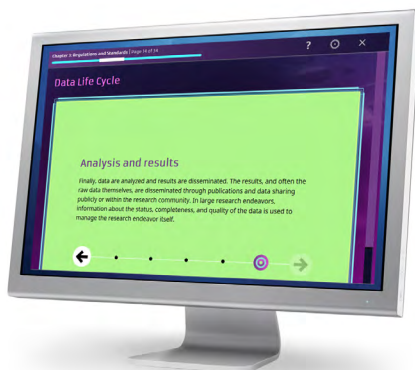 Chapter 2: Regulations and Standards | Page 14 of 24
? ×
Data Life Cycle
Analysis and results
Finally, data are analyzed and results are disseminated. The results, and often the
raw data themselves, are disseminated through publications and data sharing
publicly or within the research community. In large research endeavors,
information about the status, completeness, and quality of the data is used to
manage the research endeavor itself.